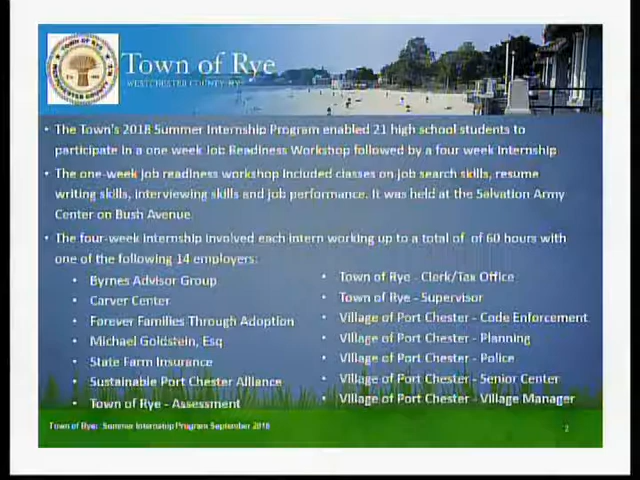 Town of Rye
WESTCHESTER COUNTY NY
TOWN OF RYE
WESTCHESTER COUNTY
• The Town's 2018 Summer Internship Program enabled 21 high school students to
participate in a one week Job Readiness Workshop followed by a four week Internship
• The one-week job readiness workshop included classes on job search skills, resume
writing skills, interviewing skills and job performance. It was held at the Salvation Army
Center on Bush Avenue.
• The four-week internship involved each intern working up to a total of of 60 hours with
one of the following 14 employers:
• Byrnes Advisor Group
• Carver Center
• Forever Families Through Adoption
• Michael Goldstein, Esq
• State Farm Insurance
• Sustainable Port Chester Alliance
• Town of Rye - Assessment
• Town of Rye - Clerk/Tax Office
• Town of Rye - Supervisor
• Village of Port Chester - Code Enforcement
• Village of Port Chester - Planning
• Village of Port Chester - Police
• Village of Port Chester - Senior Center
• Village of Port Chester - Village Manager
Town of Rye: Summer Internship Program September 2018
2